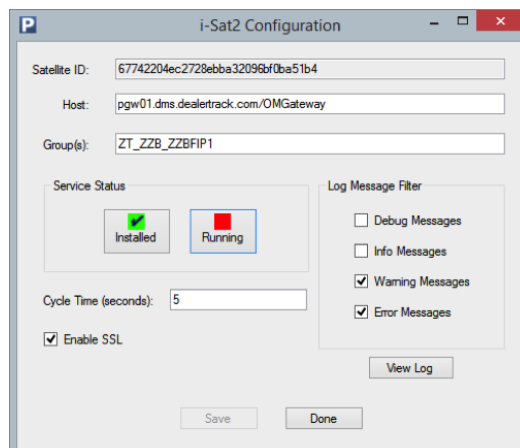 i-Sat2 Configuration
Satellite ID: 67742204ec2728ebba32096bf0ba51b4
Host: pgw01.dms.dealertrack.com/OMGateway
Group(s): ZT_ZZB_ZZBFIP1
Service Status
Installed
Running
Cycle Time (seconds): 5
Enable SSL
Log Message Filter
Debug Messages
Info Messages
Warning Messages
Error Messages
View Log
Save
Done